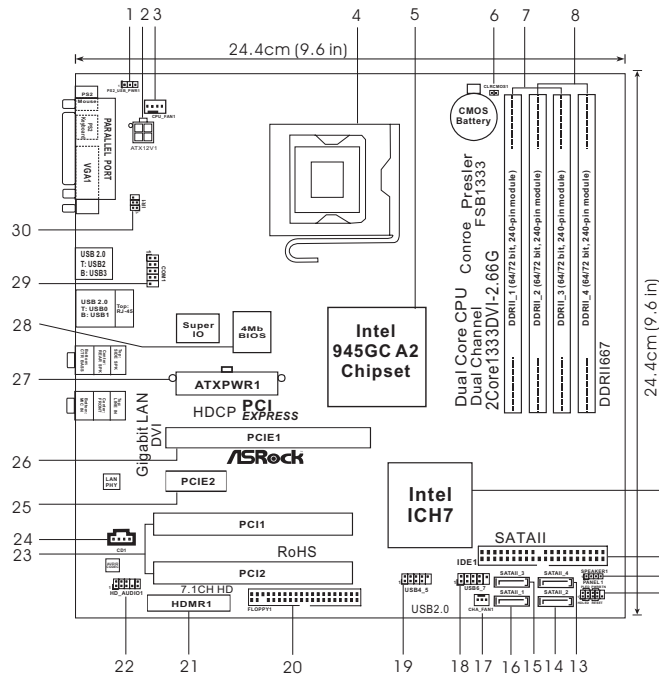 1 2 3 4 5 6 7 8
24.4cm (9.6 in)
24.4cm (9.6 in)
PS2_USB_PWR1
CPU_FAN1
ATX12V1
PS2
Mouse
PS2
Keyboard
PARALLEL PORT
VGA1
CLRCMOS1
CMOS
Battery
DDRII_1 (64/72 bit, 240-pin module)
DDRII_2 (64/72 bit, 240-pin module)
DDRII_3 (64/72 bit, 240-pin module)
DDRII_4 (64/72 bit, 240-pin module)
DDRII667
Dual Core CPU
Conroe Presler
Dual Channel
FSB1333
2Core1333DVI-2.66G
30
29
28
27
26
25
24
23
USB 2.0
T: USB2
B: USB3
COM1
USB 2.0
T: USB0
B: USB1
Top:
RJ-45
Super
IO
4Mb
BIOS
Intel
945GC A2
Chipset
ATXPWR1
HDCP
PCI
EXPRESS
Gigabit LAN
DVI
PCIE1
ASRock
LAN
PHY
PCIE2
Intel
ICH7
CD1
PCI1
RoHS
SATAII
IDE1
PCI2
HD_AUDIO1
7.1CH HD
HDMR1
FLOPPY1
USB4_5
USB2.0
USB6_7
CHA_FAN1
SATAII_3
SATAII_4
SATAII_1
SATAII_2
SPEAKER1
PANEL1
22 21 20 19 18 17 16 15 14 13